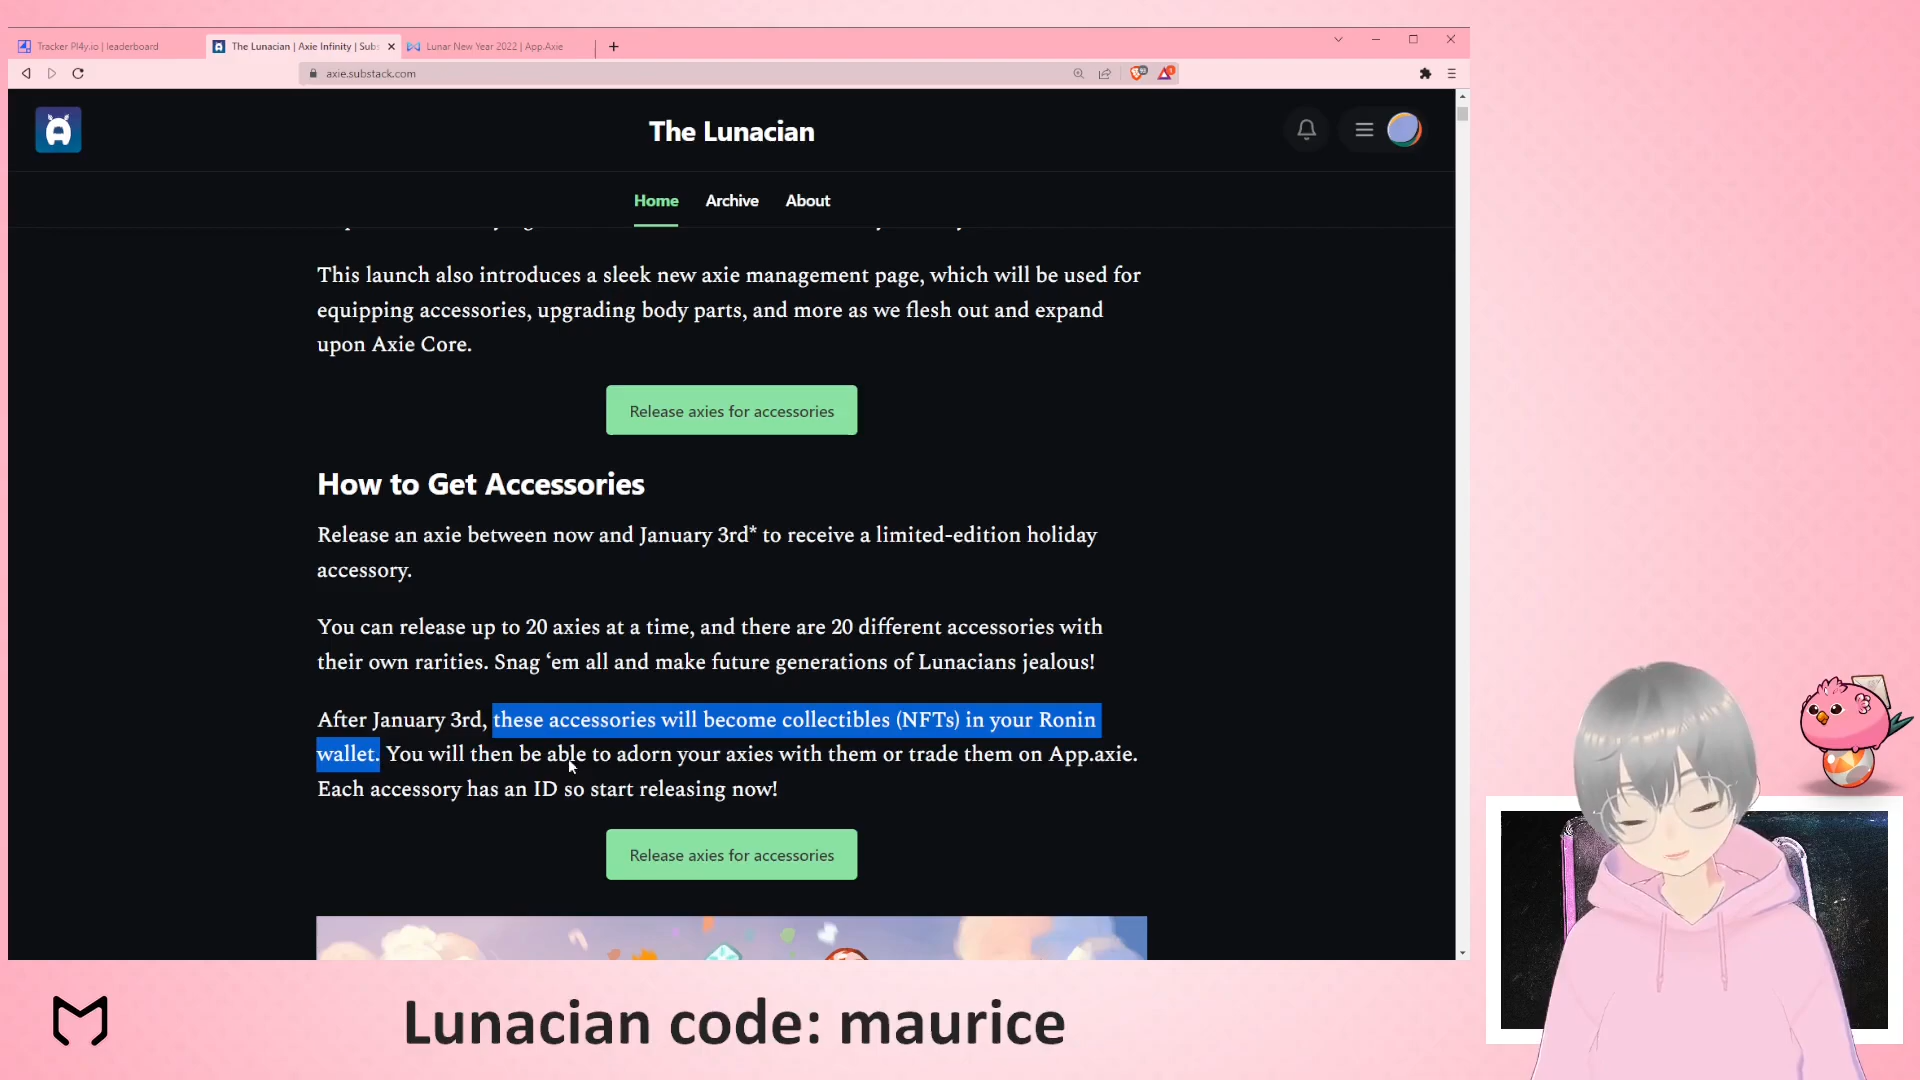 Tracker Pl4y.io | leaderboard
The Lunacian | Axie Infinity | Subs
Lunar New Year 2022 | App.Axie
axie.substack.com
The Lunacian
Home
Archive
About
This launch also introduces a sleek new axie management page, which will be used for
equipping accessories, upgrading body parts, and more as we flesh out and expand
upon Axie Core.
Release axies for accessories
How to Get Accessories
Release an axie between now and January 3rd* to receive a limited-edition holiday
accessory.
You can release up to 20 axies at a time, and there are 20 different accessories with
their own rarities. Snag ‘em all and make future generations of Lunacians jealous!
After January 3rd, these accessories will become collectibles (NFTs) in your Ronin
wallet. You will then be able to adorn your axies with them or trade them on App.axie.
Each accessory has an ID so start releasing now!
Release axies for accessories
Lunacian code: maurice